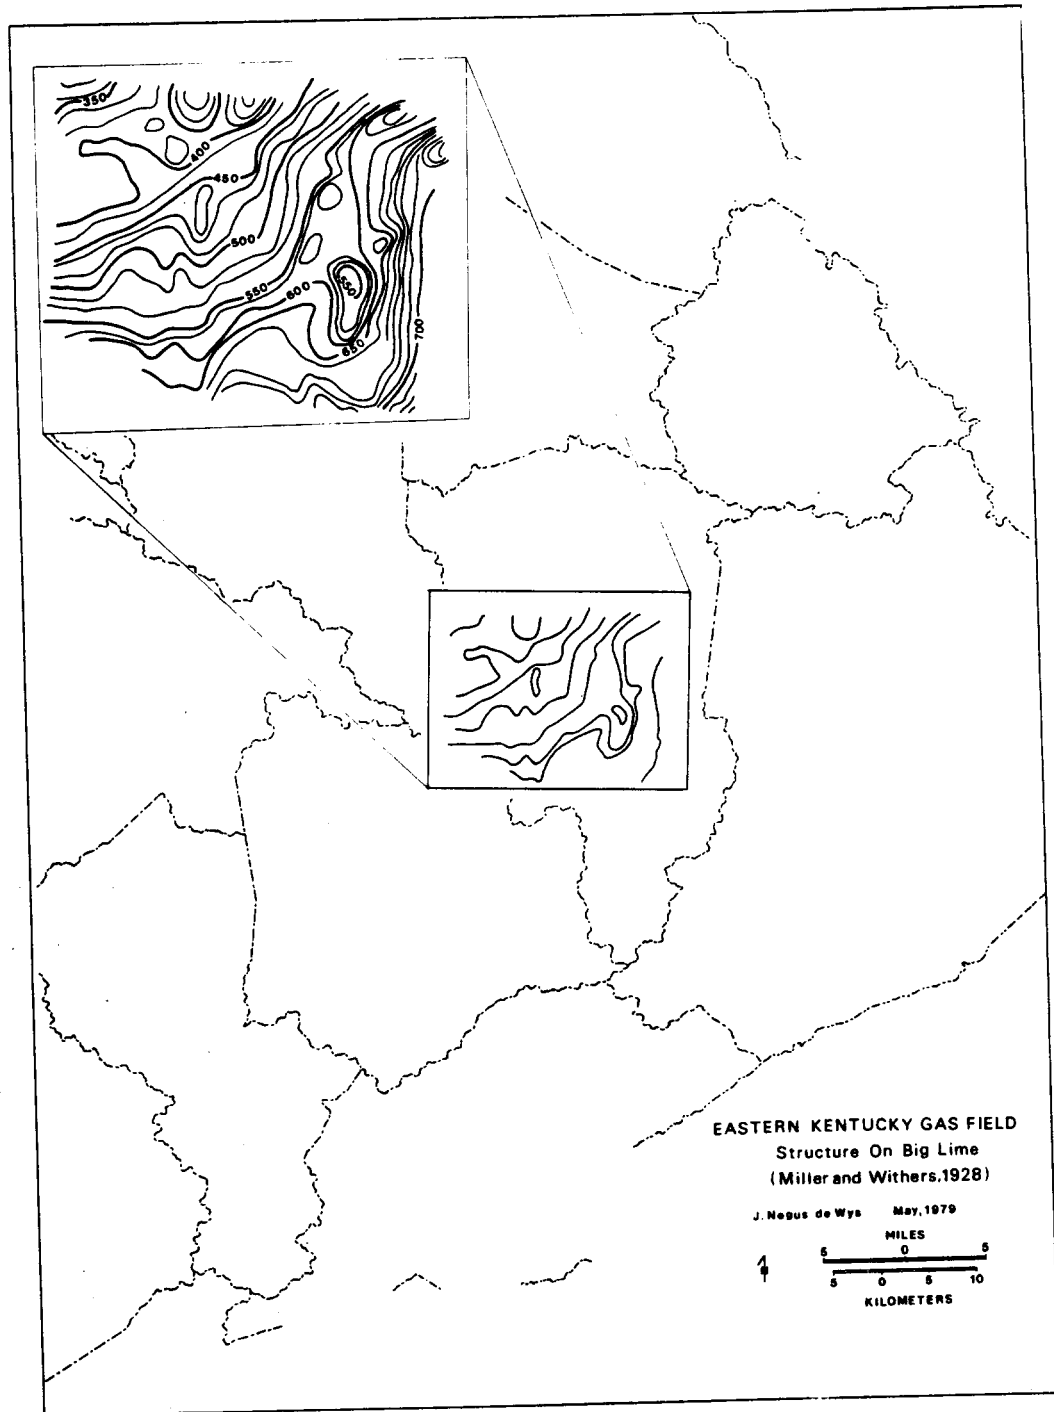 350
400
450
500
550
600
550
650
700
EASTERN KENTUCKY GAS FIELD
Structure On Big Lime
(Miller and Withers,1928)
J. Negus de Wys May,1979
MILES
5 0 5
5 0 5 10
KILOMETERS